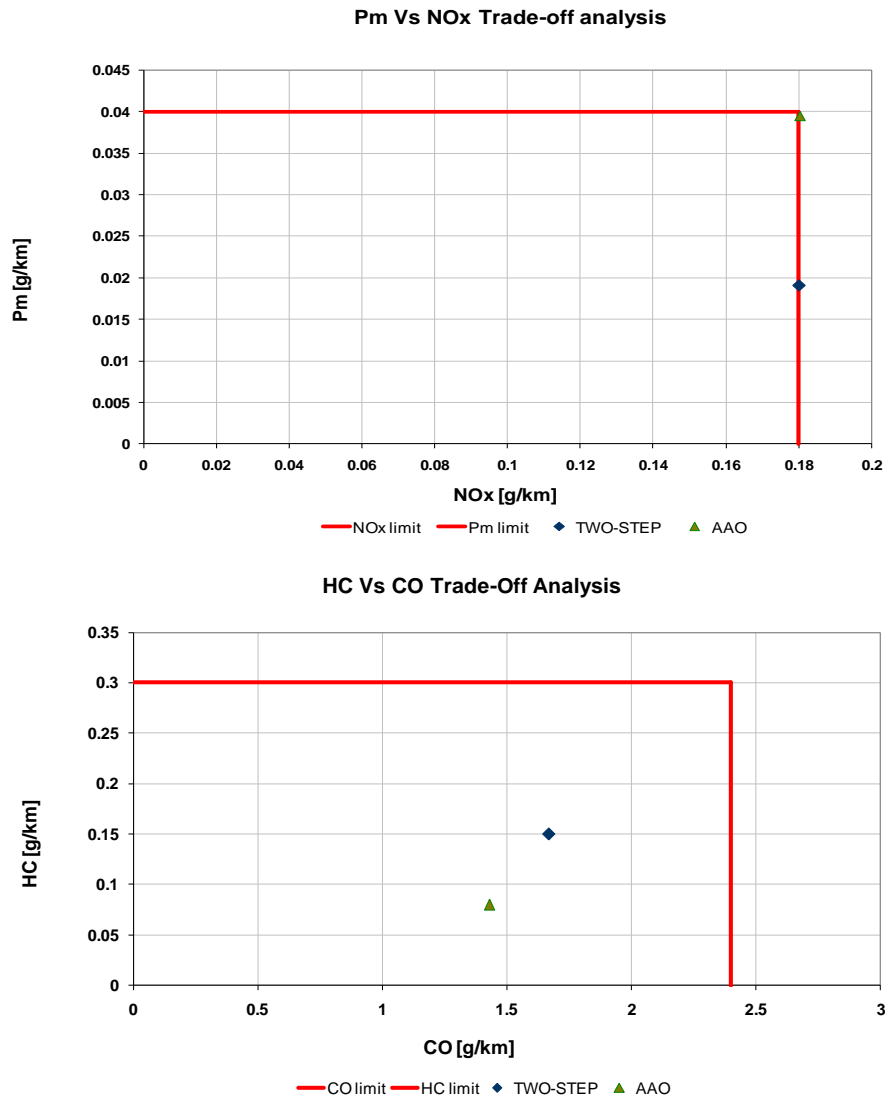 Pm Vs NOx Trade-off analysis
0.045
0.04
0.035
0.03
0.025
0.02
0.015
0.01
0.005
0
Pm [g/km]
0 0.02 0.04 0.06 0.08 0.1 0.12 0.14 0.16 0.18 0.2
NOx [g/km]
NOx limit Pm limit TWO-STEP AAO
HC Vs CO Trade-Off Analysis
0.35
0.3
0.25
0.2
0.15
0.1
0.05
0
HC [g/km]
0 0.5 1 1.5 2 2.5 3
CO [g/km]
CO limit HC limit TWO-STEP AAO